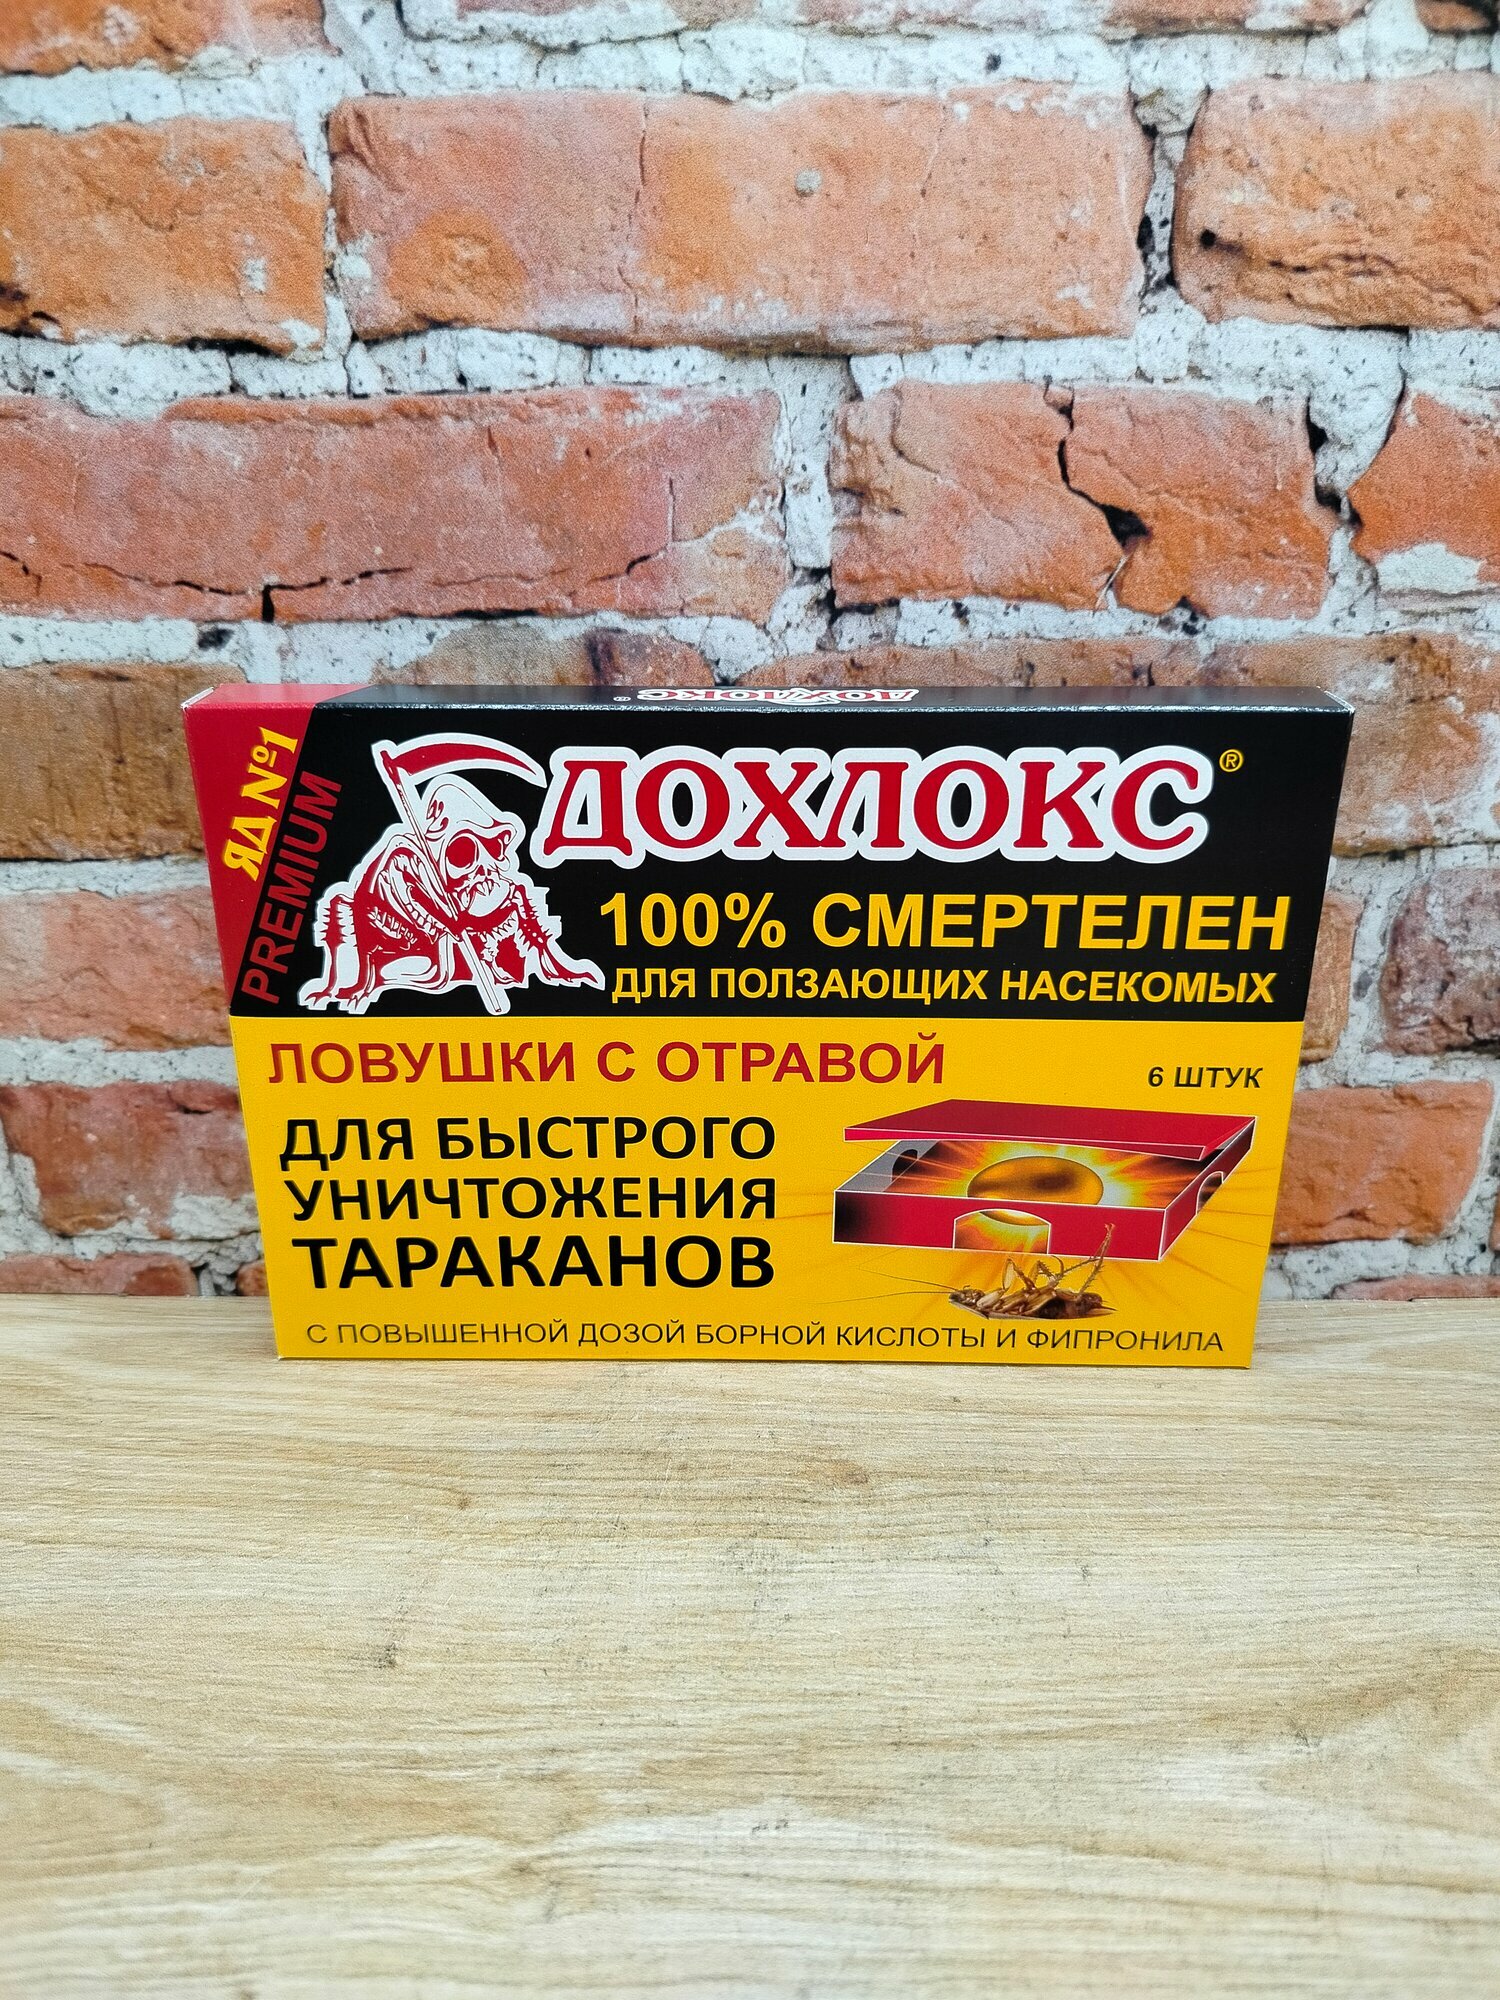 ДОХЛОКС®
ЯД №1
PREMIUM
ДОХЛОКС®
100% СМЕРТЕЛЕН
ДЛЯ ПОЛЗАЮЩИХ НАСЕКОМЫХ
ЛОВУШКИ С ОТРАВОЙ
6 ШТУК
ДЛЯ БЫСТРОГО
УНИЧТОЖЕНИЯ
ТАРАКАНОВ
С ПОВЫШЕННОЙ ДОЗОЙ БОРНОЙ КИСЛОТЫ И ФИПРОНИЛА